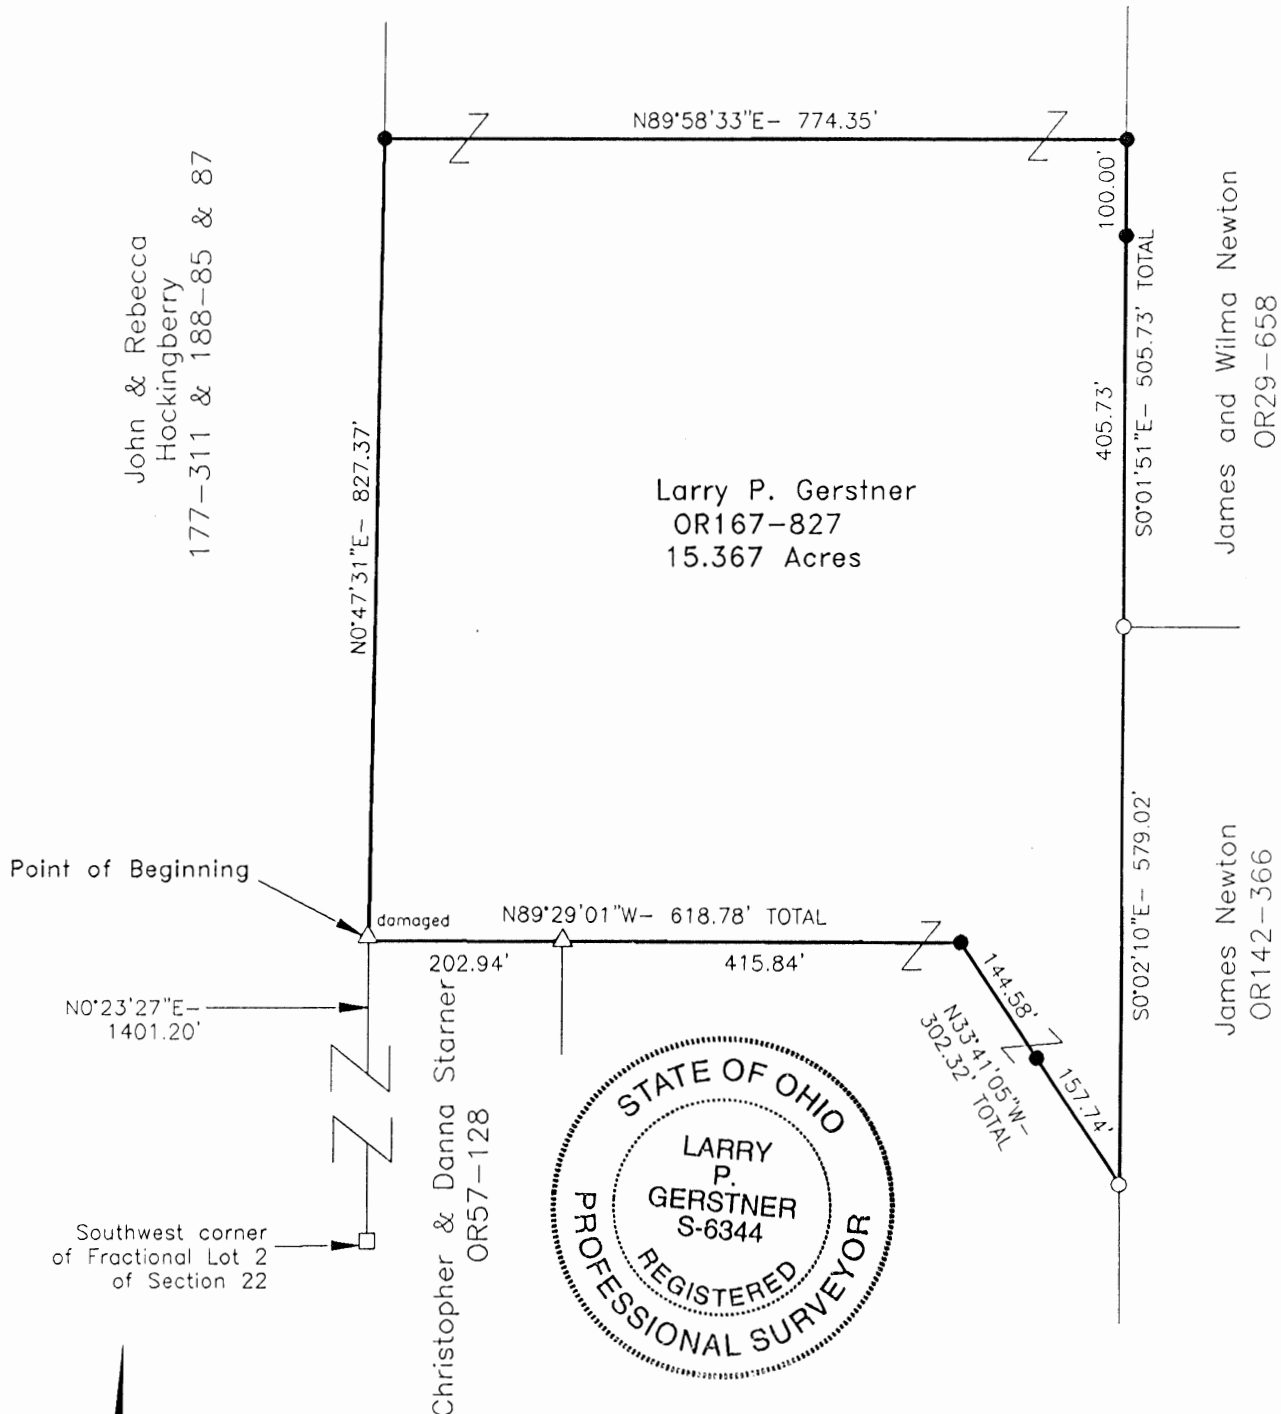 N89°58'33"E- 774.35'
100.00'
S0°01'51"E- 505.73' TOTAL
405.73'
James and Wilma Newton
OR29-658
John & Rebecca
Hockingberry
177-311 & 188-85 & 87
N0°47'31"E- 827.37'
Larry P. Gerstner
OR167-827
15.367 Acres
Point of Beginning
damaged
N89°29'01"W- 618.78' TOTAL
202.94'
415.84'
144.58'
N33°41'05"W-
302.32' TOTAL
157.74'
S0°02'10"E- 579.02'
James Newton
OR142-366
N0°23'27"E-
1401.20'
Christopher & Danna Starner
OR57-128
Southwest corner
of Fractional Lot 2
of Section 22
STATE OF OHIO
LARRY
P.
GERSTNER
S-6344
REGISTERED
PROFESSIONAL SURVEYOR